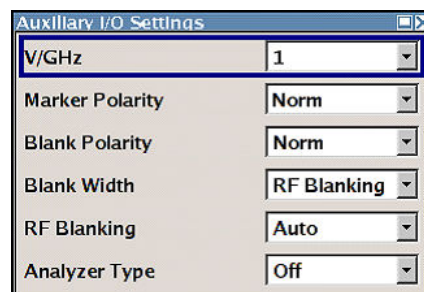 Auxiliary I/O Settings
V/GHz 1
Marker Polarity Norm
Blank Polarity Norm
Blank Width RF Blanking
RF Blanking Auto
Analyzer Type Off